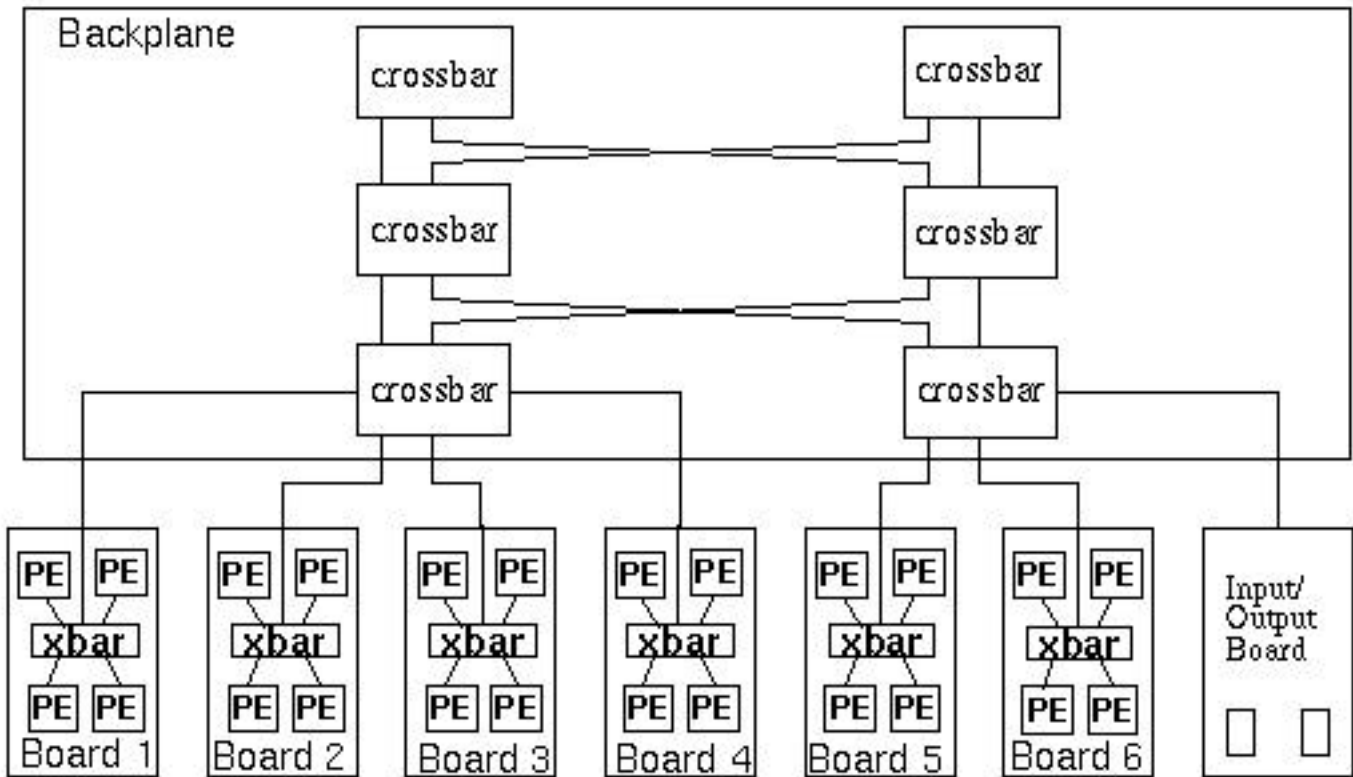 Backplane
crossbar
crossbar
crossbar
crossbar
crossbar
crossbar
PE PE
xbar
PE PE
Board 1
PE PE
xbar
PE PE
Board 2
PE PE
xbar
PE PE
Board 3
PE PE
xbar
PE PE
Board 4
PE PE
xbar
PE PE
Board 5
PE PE
xbar
PE PE
Board 6
Input/
Output
Board